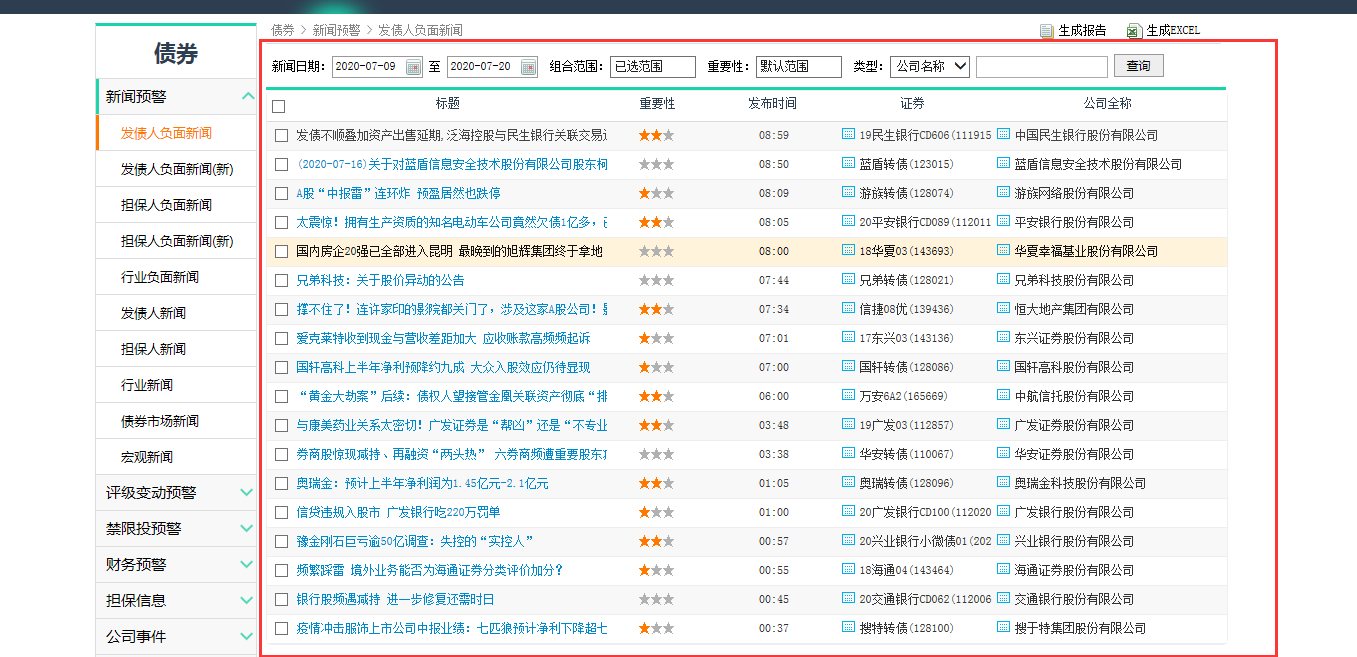 债券 > 新闻预警 > 发债人负面新闻
生成报告 生成EXCEL
债券
新闻预警
发债人负面新闻
发债人负面新闻(新)
担保人负面新闻
担保人负面新闻(新)
行业负面新闻
发债人新闻
担保人新闻
行业新闻
债券市场新闻
宏观新闻
评级变动预警
禁限投预警
财务预警
担保信息
公司事件
新闻日期: 2020-07-09 至 2020-07-20 组合范围: 已选范围 重要性: 默认范围 类型: 公司名称 查询
标题 重要性 发布时间 证券 公司全称
发债不顺叠加资产出售延期,泛海控股与民生银行关联交易 08:59 19民生银行CD606(111915 中国民生银行股份有限公司
(2020-07-16)关于对蓝盾信息安全技术股份有限公司股东柯 08:50 蓝盾转债(123015) 蓝盾信息安全技术股份有限公司
A股“中报雷”连环炸 预盈居然也跌停 08:09 游族转债(128074) 游族网络股份有限公司
太震惊！拥有生产资质的知名电动车公司竟然欠债1亿多, 08:05 20平安银行CD089(112011 平安银行股份有限公司
国内房企20强已全部进入昆明 最晚到的旭辉集团终于拿地 08:00 18华夏03(143693) 华夏幸福基业股份有限公司
兄弟科技：关于股价异动的公告 07:44 兄弟转债(128021) 兄弟科技股份有限公司
撑不住了！连许家印的影院都关门了，涉及这家A股公司！ 07:34 信捷08优(139436) 恒大地产集团有限公司
爱克莱特收到现金与营收差距加大 应收账款高频频起诉 07:01 17东兴03(143136) 东兴证券股份有限公司
国轩高科上半年净利预降约九成 大众入股效应仍待显现 07:00 国轩转债(128086) 国轩高科股份有限公司
“黄金大劫案”后续：债权人望接管金凰关联资产彻底“排 06:00 万安6A2(165669) 中航信托股份有限公司
与康美药业关系太密切！广发证券是“帮凶”还是“不专业 03:48 19广发03(112857) 广发证券股份有限公司
券商股惊现减持、再融资“两头热” 六券商频遭重要股东 03:38 华安转债(110067) 华安证券股份有限公司
奥瑞金：预计上半年净利润为1.45亿元-2.1亿元 01:05 奥瑞转债(128096) 奥瑞金科技股份有限公司
信贷违规入股市 广发银行吃220万罚单 01:00 20广发银行CD100(112020 广发银行股份有限公司
豫金刚石巨亏逾50亿调查：失控的“实控人” 00:57 20兴业银行小微债01(202 兴业银行股份有限公司
频繁踩雷 境外业务能否为海通证券分类评价加分？ 00:55 18海通04(143464) 海通证券股份有限公司
银行股频遇减持 进一步修复还需时日 00:45 20交通银行CD062(112006 交通银行股份有限公司
疫情冲击服饰上市公司中报业绩：七匹狼预计净利下降超七 00:37 搜特转债(128100) 搜于特集团股份有限公司